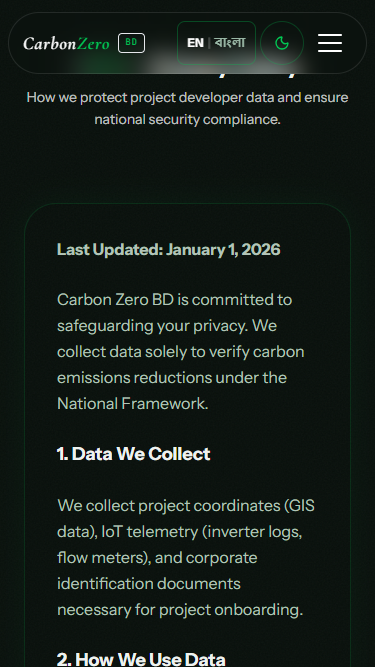 CarbonZero BD EN | বাংলা
How we protect project developer data and ensure
national security compliance.
Last Updated: January 1, 2026
Carbon Zero BD is committed to
safeguarding your privacy. We
collect data solely to verify carbon
emissions reductions under the
National Framework.
1. Data We Collect
We collect project coordinates (GIS
data), IoT telemetry (inverter logs,
flow meters), and corporate
identification documents
necessary for project onboarding.
2. How We Use Data